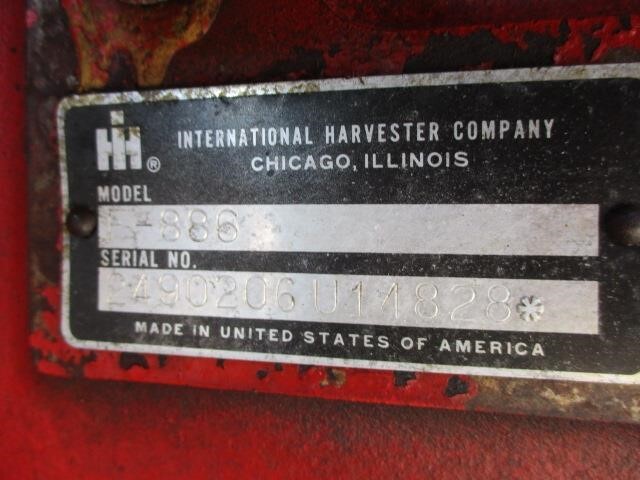 IH®
INTERNATIONAL HARVESTER COMPANY
CHICAGO, ILLINOIS
MODEL
-886
SERIAL NO.
2490206U14828*
MADE IN UNITED STATES OF AMERICA